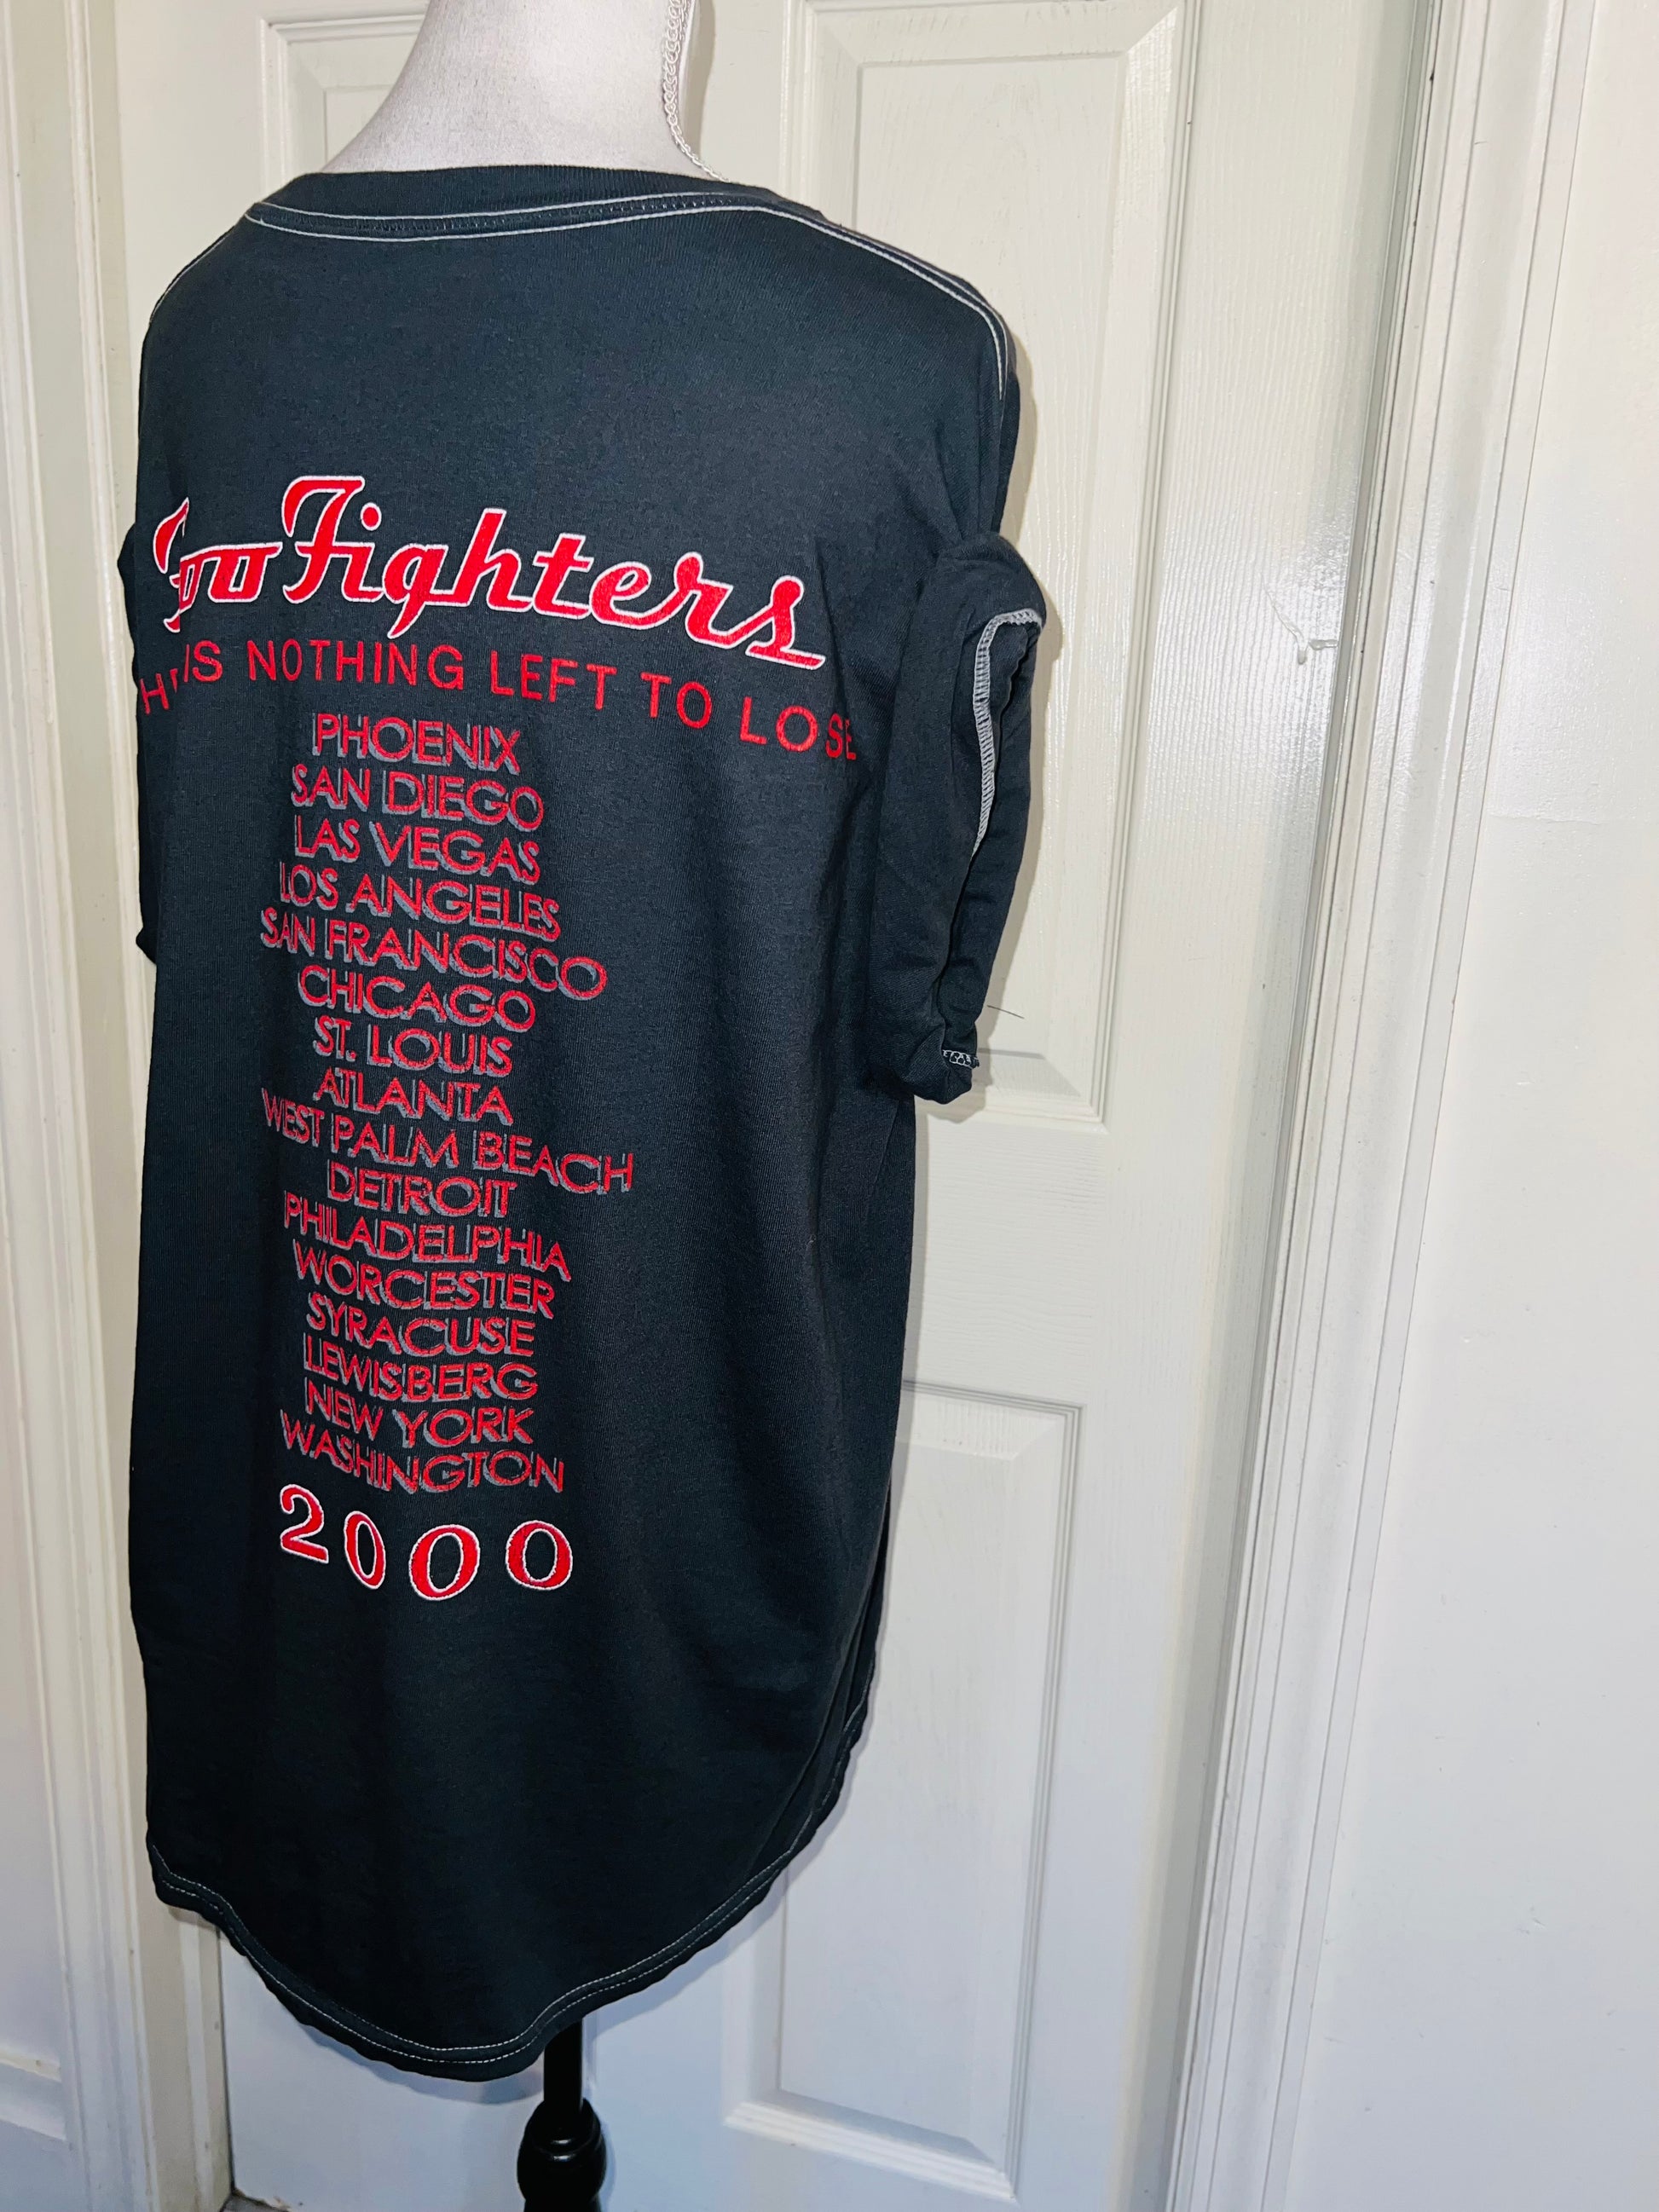 Foo Fighters
IS NOTHING LEFT TO LOSE
PHOENIX
SAN DIEGO
LAS VEGAS
LOS ANGELES
SAN FRANCISCO
CHICAGO
ST. LOUIS
ATLANTA
WEST PALM BEACH
DETROIT
PHILADELPHIA
WORCESTER
SYRACUSE
LEWISBERG
NEW YORK
WASHINGTON
2000